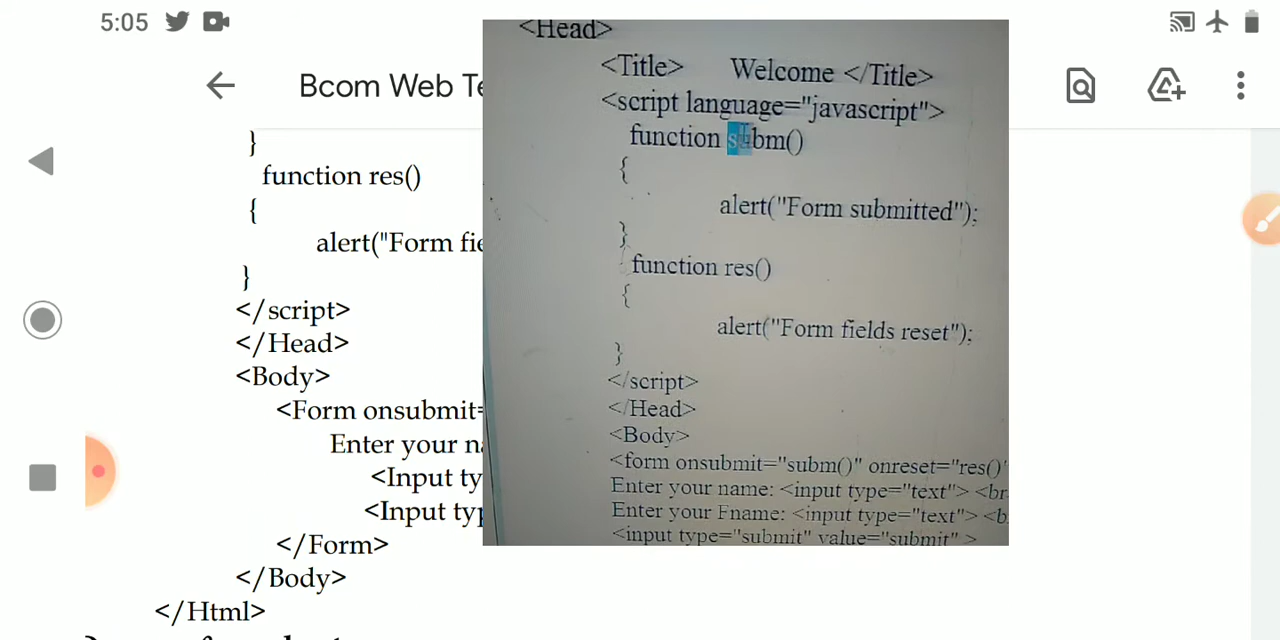 5:05
Bcom Web Te
}
function res()
{
alert("Form fie
}
</script>
</Head>
<Body>
<Form onsubmit=
Enter your na
<Input ty
<Input typ
</Form>
</Body>
</Html>
<Head>
<Title> Welcome </Title>
<script language="javascript">
function subm()
{
alert("Form submitted");
}
function res()
{
alert("Form fields reset");
}
</script>
</Head>
<Body>
<form onsubmit="subm()" onreset="res()"
Enter your name: <input type="text"> <br
Enter your Fname: <input type="text"> <b
<input type="submit" value="submit" >